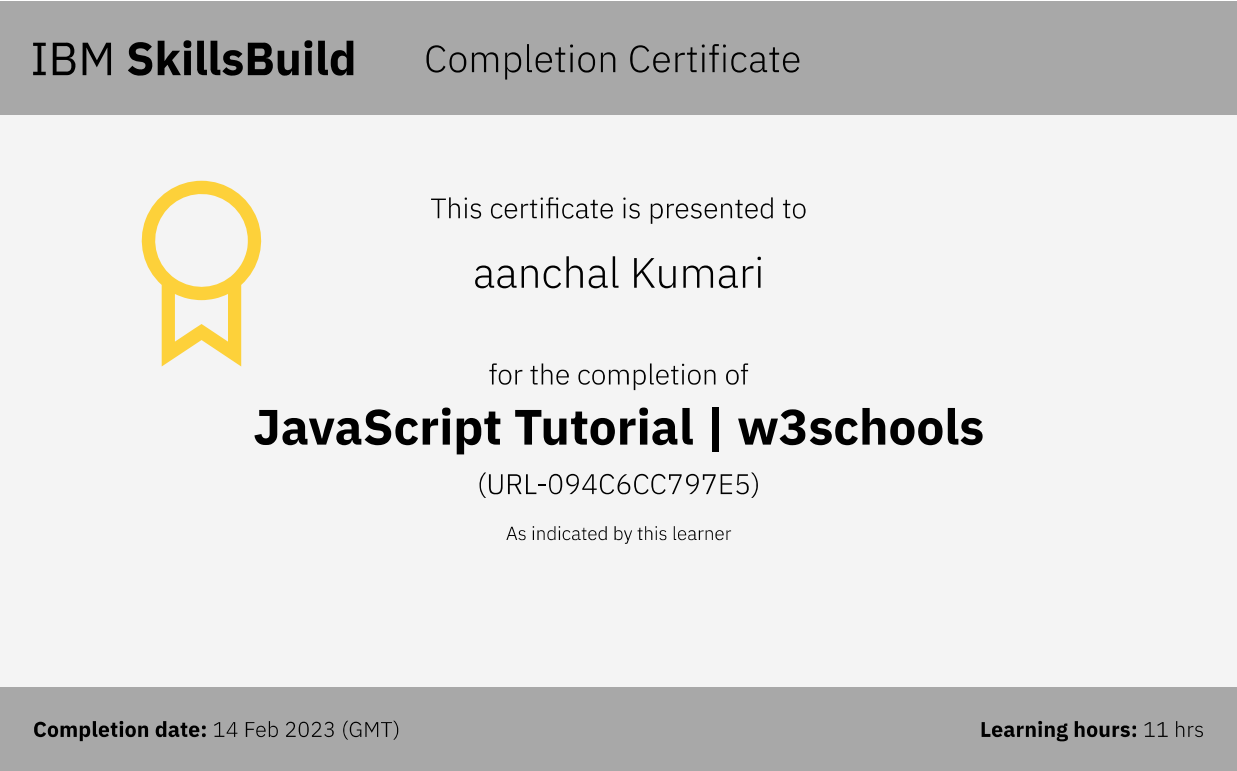 IBM SkillsBuild Completion Certificate
This certificate is presented to
aanchal Kumari
for the completion of
JavaScript Tutorial | w3schools
(URL-094C6CC797E5)
As indicated by this learner
Completion date: 14 Feb 2023 (GMT) Learning hours: 11 hrs